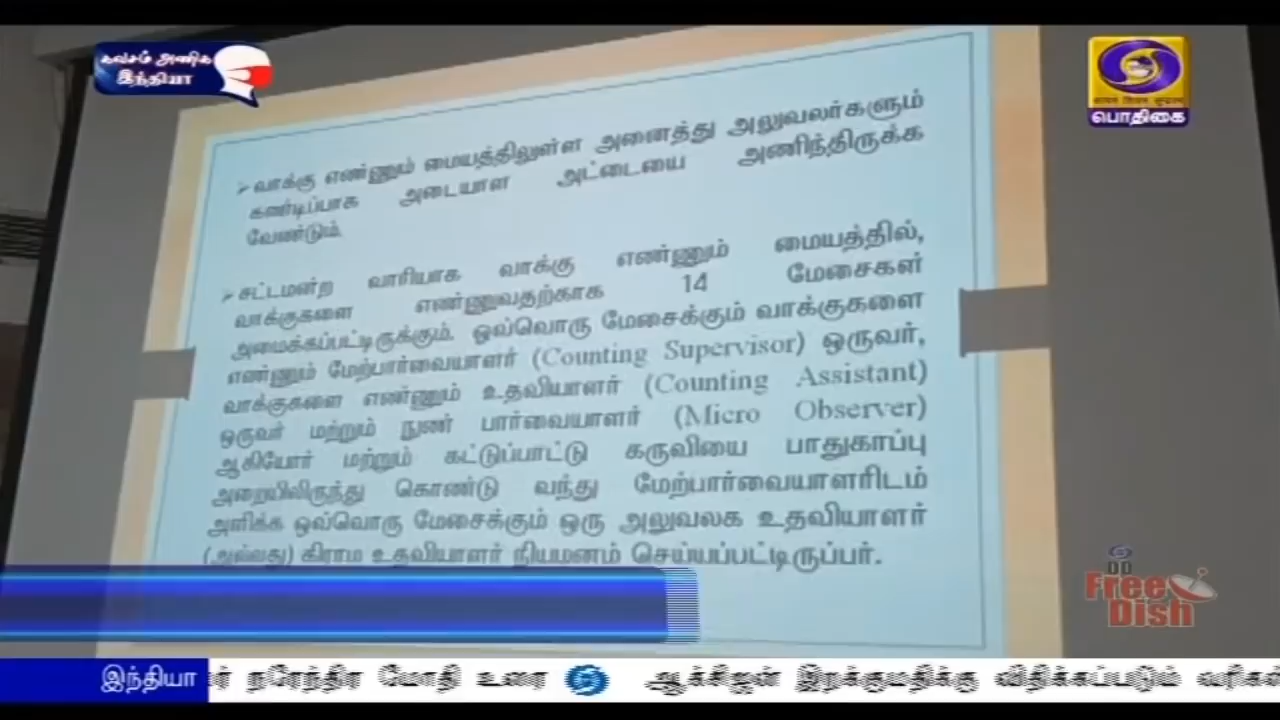 கவசம் அணிக
இந்தியா
பொதிகை
வாக்கு எண்ணும் மையத்திலுள்ள அனைத்து அலுவலர்களும்
கண்டிப்பாக அடையாள அட்டையை அணிந்திருக்க
வேண்டும்.
சட்டமன்ற வாரியாக வாக்கு எண்ணும் மையத்தில்,
வாக்குகளை எண்ணுவதற்காக 14 மேசைகள்
அமைக்கப்பட்டிருக்கும். ஒவ்வொரு மேசைக்கும் வாக்குகளை
எண்ணும் மேற்பார்வையாளர் (Counting Supervisor) ஒருவர்,
வாக்குகளை எண்ணும் உதவியாளர் (Counting Assistant)
ஒருவர் மற்றும் நுண் பார்வையாளர் (Micro Observer)
ஆகியோர் மற்றும் கட்டுப்பாட்டு கருவியை பாதுகாப்பு
அறையிலிருந்து கொண்டு வந்து மேற்பார்வையாளரிடம்
அளிக்க ஒவ்வொரு மேசைக்கும் ஒரு அலுவலக உதவியாளர்
(அல்லது) கிராம உதவியாளர் நியமனம் செய்யப்பட்டிருப்பர்.
DD
Free
Dish
இந்தியா ர் நரேந்திர மோதி உரை ஆக்சிஜன் இறக்குமதிக்கு விதிக்கப்படும் வரிகள்